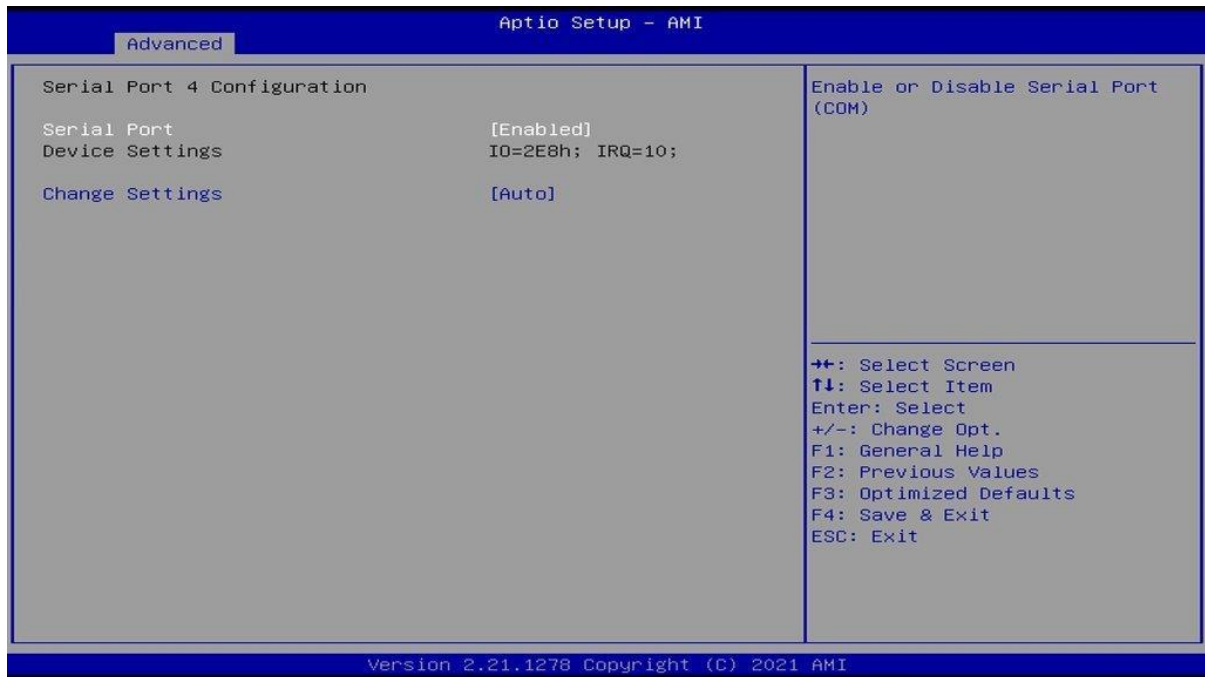 Aptio Setup – AMI
Advanced
Serial Port 4 Configuration
Serial Port [Enabled]
Device Settings IO=2E8h; IRQ=10;
Change Settings [Auto]
Enable or Disable Serial Port
(COM)
→←: Select Screen
↑↓: Select Item
Enter: Select
+/-: Change Opt.
F1: General Help
F2: Previous Values
F3: Optimized Defaults
F4: Save & Exit
ESC: Exit
Version 2.21.1278 Copyright (C) 2021 AMI